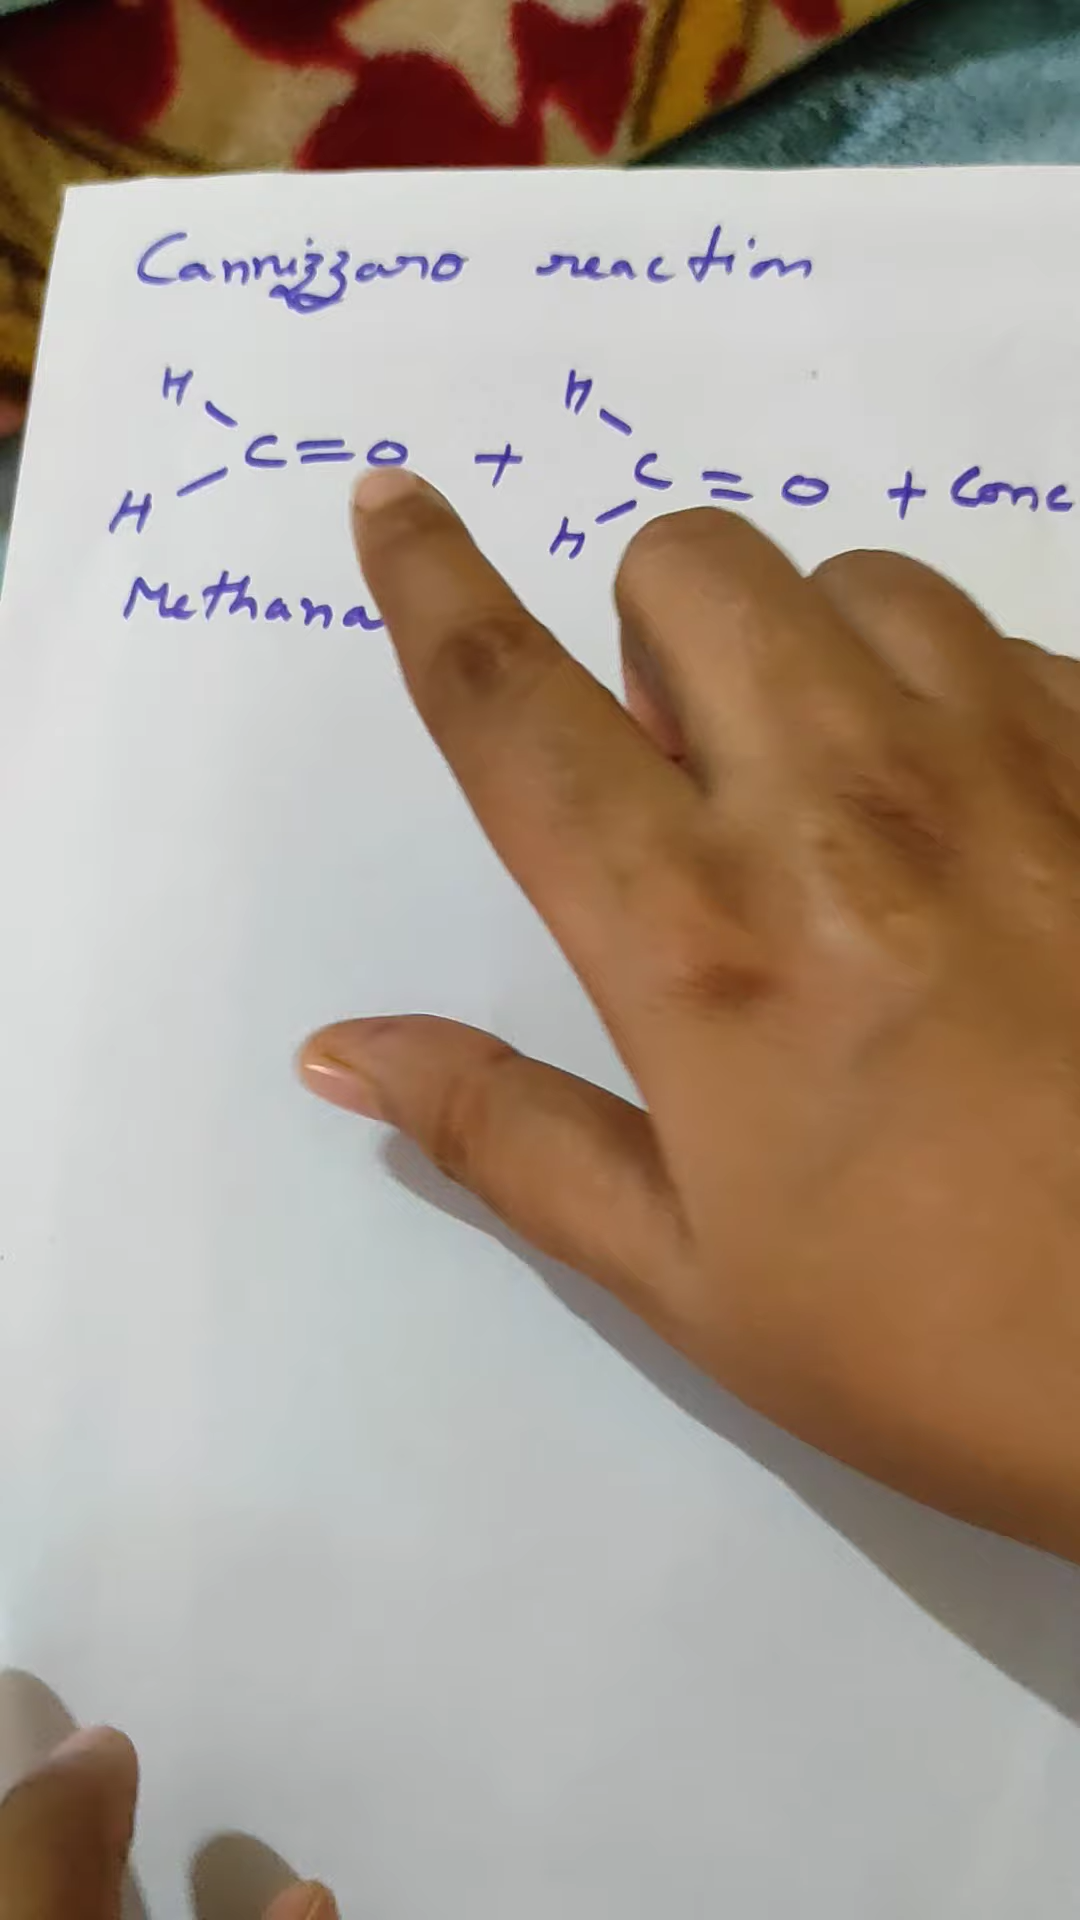 Cannizzaro reaction
H H
C=O + C=O + Conc
H H
Methana